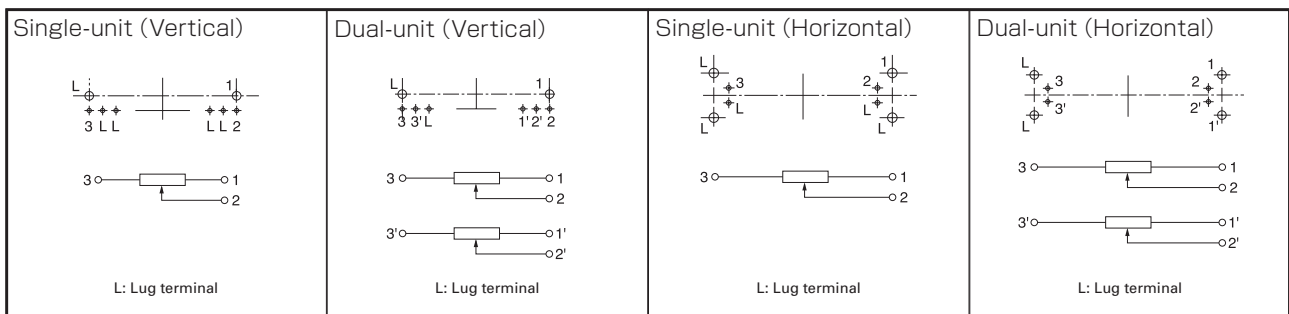 Single-unit (Vertical)
L 1
3 L L L L 2
3 1
2
L: Lug terminal
Dual-unit (Vertical)
L 1
3 3' L 1' 2' 2
3 1
2
3' 1'
2'
L: Lug terminal
Single-unit (Horizontal)
L 1
3 2
L L
L L
3 1
2
L: Lug terminal
Dual-unit (Horizontal)
L 1
3 2
3' 2'
L 1'
3 1
2
3' 1'
2'
L: Lug terminal